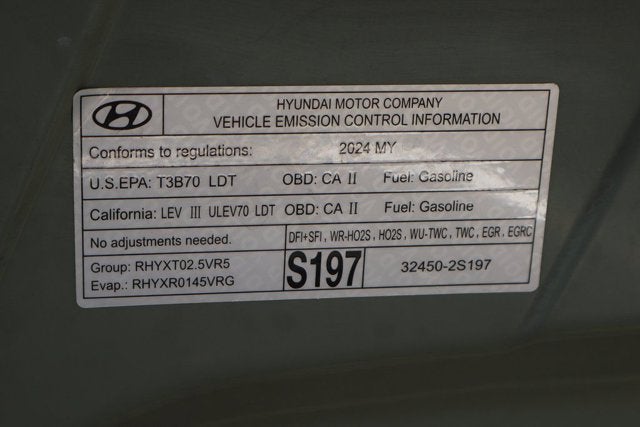 HYUNDAI MOTOR COMPANY
VEHICLE EMISSION CONTROL INFORMATION
Conforms to regulations: 2024 MY
U.S.EPA: T3B70 LDT OBD: CA II Fuel: Gasoline
California: LEV III ULEV70 LDT OBD: CA II Fuel: Gasoline
No adjustments needed. DFI+SFI, WR-HO2S, HO2S, WU-TWC, TWC, EGR, EGRC
Group: RHYXT02.5VR5
Evap.: RHYXR0145VRG
S197
32450-2S197